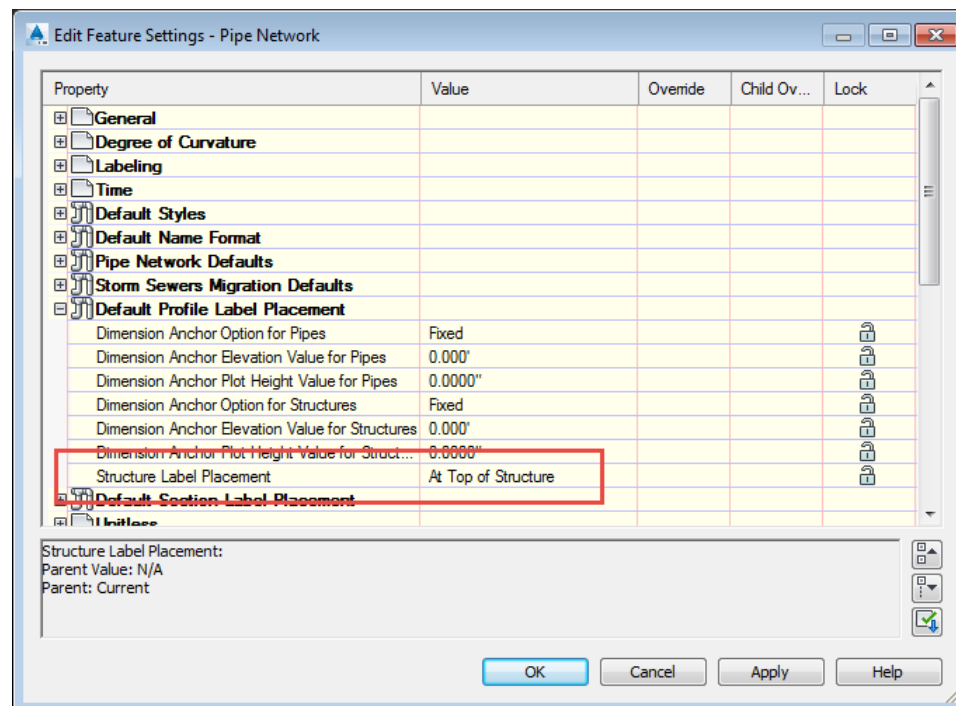 Edit Feature Settings - Pipe Network
Property Value Override Child Ov... Lock
General
Degree of Curvature
Labeling
Time
Default Styles
Default Name Format
Pipe Network Defaults
Storm Sewers Migration Defaults
Default Profile Label Placement
Dimension Anchor Option for Pipes Fixed
Dimension Anchor Elevation Value for Pipes 0.000'
Dimension Anchor Plot Height Value for Pipes 0.0000"
Dimension Anchor Option for Structures Fixed
Dimension Anchor Elevation Value for Structures 0.000'
Dimension Anchor Plot Height Value for Struct... 0.0000"
Structure Label Placement At Top of Structure
Default Section Label Placement
Unitless
Structure Label Placement:
Parent Value: N/A
Parent: Current
OK Cancel Apply Help